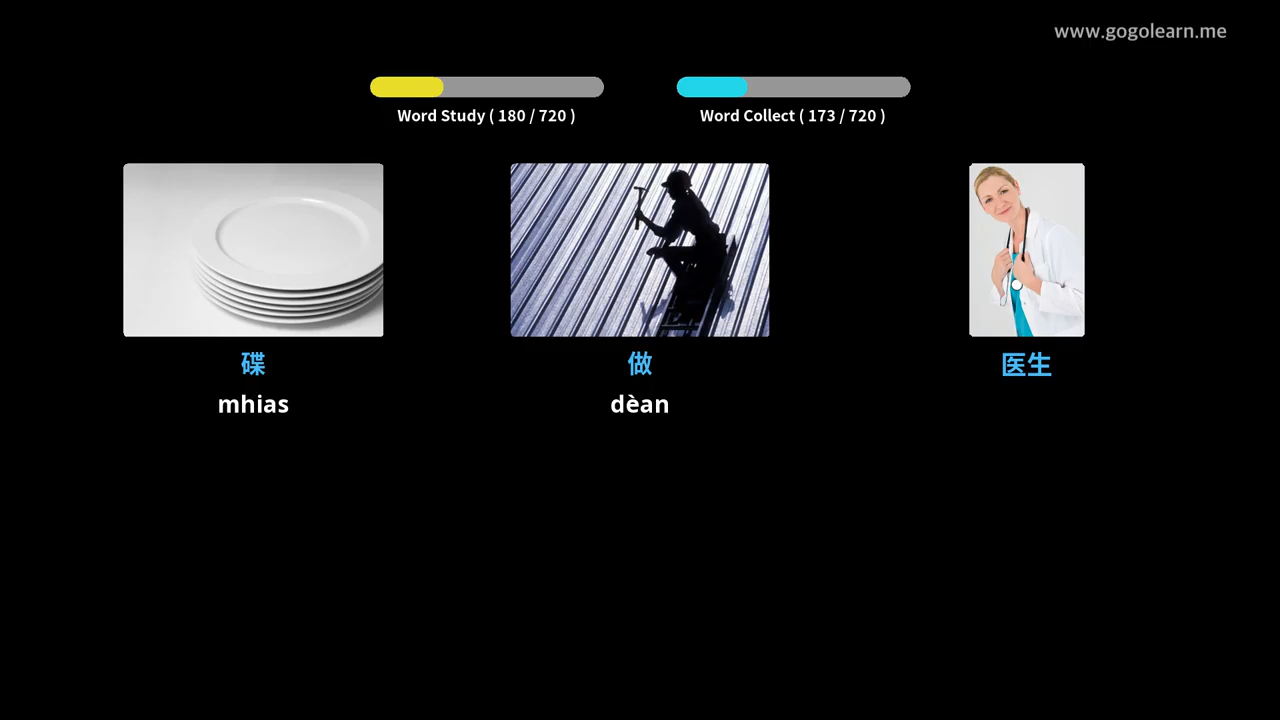 www.gogolearn.me
Word Study ( 180 / 720 )
Word Collect ( 173 / 720 )
碟
做
医生
mhias
dèan